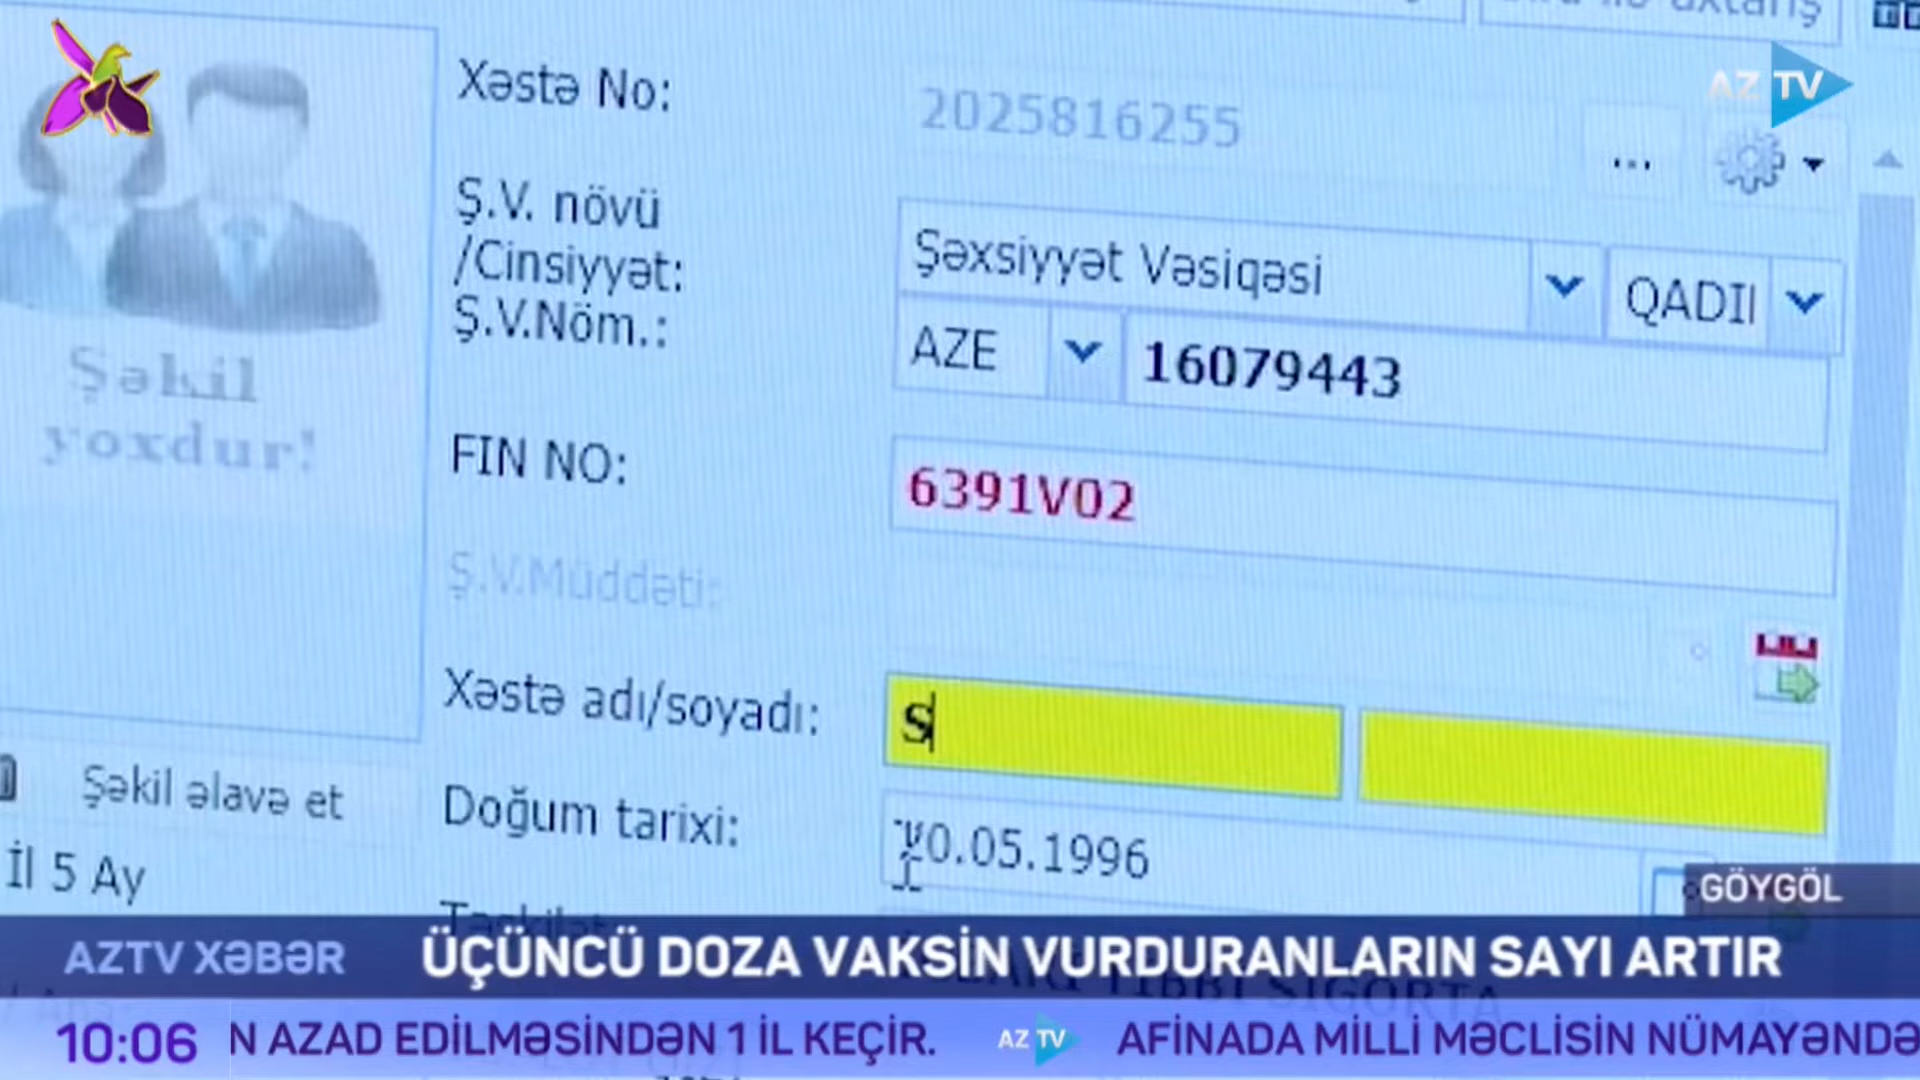 Xəstə No:
2025816255
...
AZ TV
Ş.V. növü
/Cinsiyyət:
Şəxsiyyət Vəsiqəsi
QADII
Ş.V.Nöm.:
AZE
16079443
FIN NO:
6391V02
Ş.V.Müddəti:
Xəstə adı/soyadı:
S
Doğum tarixi:
0.05.1996
Şəkil
yoxdur!
Şəkil əlavə et
İl 5 Ay
GÖYGÖL
AZTV XƏBƏR
ÜÇÜNCÜ DOZA VAKSİN VURDURANLARIN SAYI ARTIR
10:06
N AZAD EDİLMƏSİNDƏN 1 İL KEÇİR.
AZ TV
AFİNADA MİLLİ MƏCLİSİN NÜMAYƏNDƏ